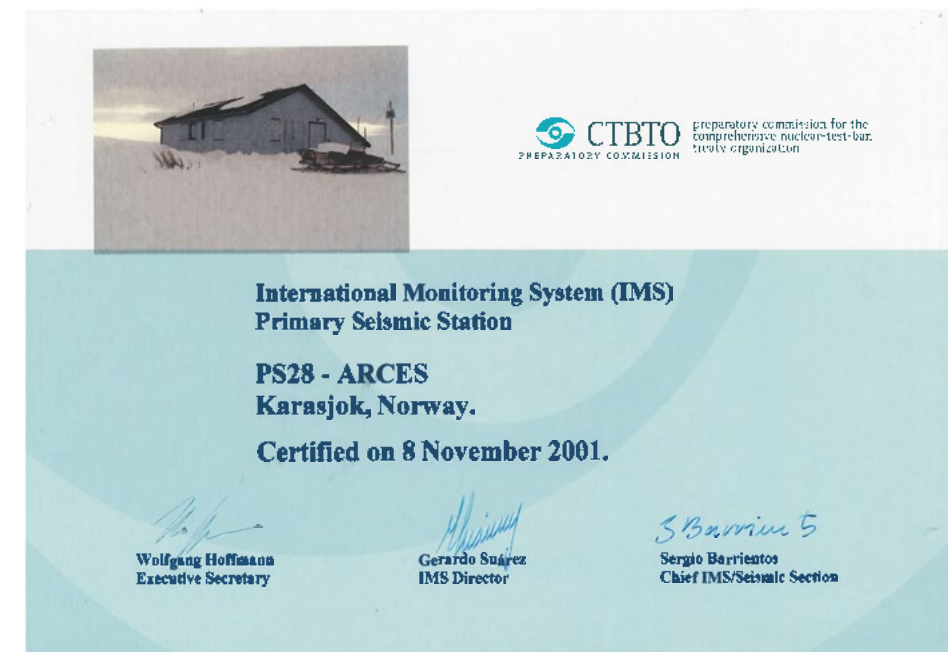 CTBTO
PREPARATORY COMMISSION
preparatory commission for the
comprehensive nuclear-test-ban
treaty organization
International Monitoring System (IMS)
Primary Seismic Station
PS28 - ARCES
Karasjok, Norway.
Certified on 8 November 2001.
Wolfgang Hoffmann
Executive Secretary
Gerardo Suárez
IMS Director
S Barrientos
Sergio Barrientos
Chief IMS/Seismic Section